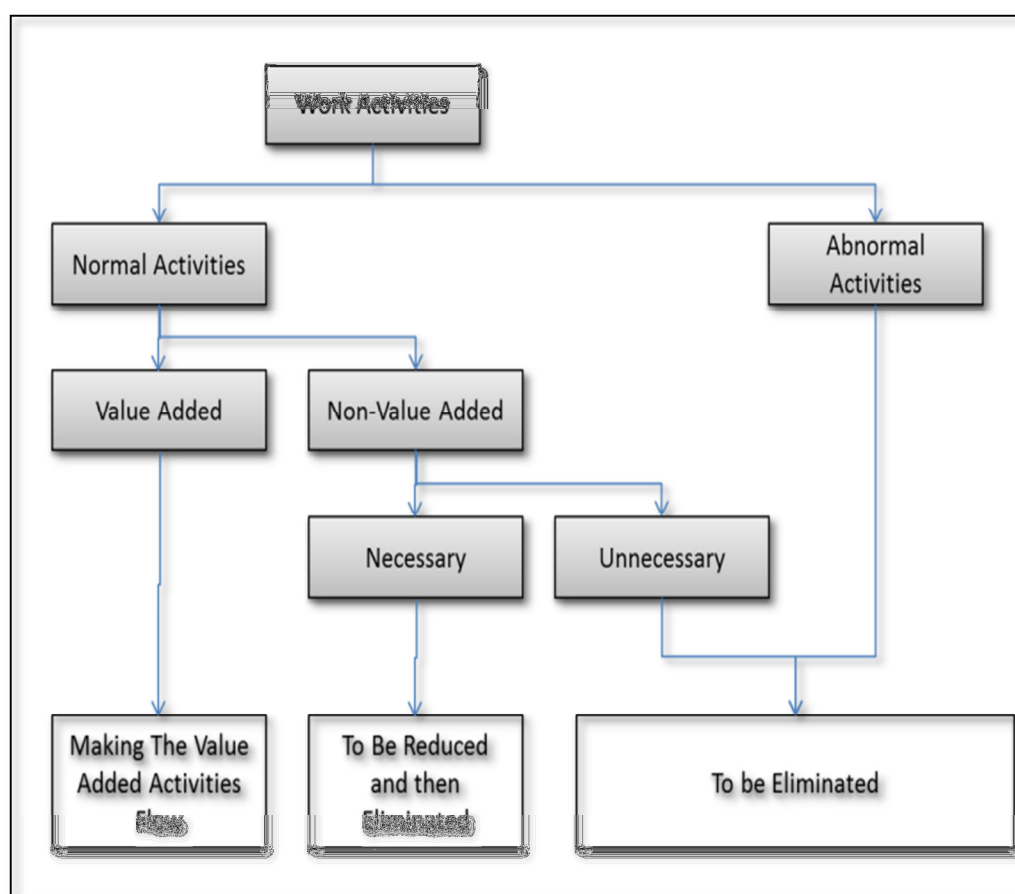 Work Activities
Normal Activities
Abnormal
Activities
Value Added
Non-Value Added
Necessary
Unnecessary
Making The Value
Added Activities
Flow
To Be Reduced
and then
Eliminated
To be Eliminated